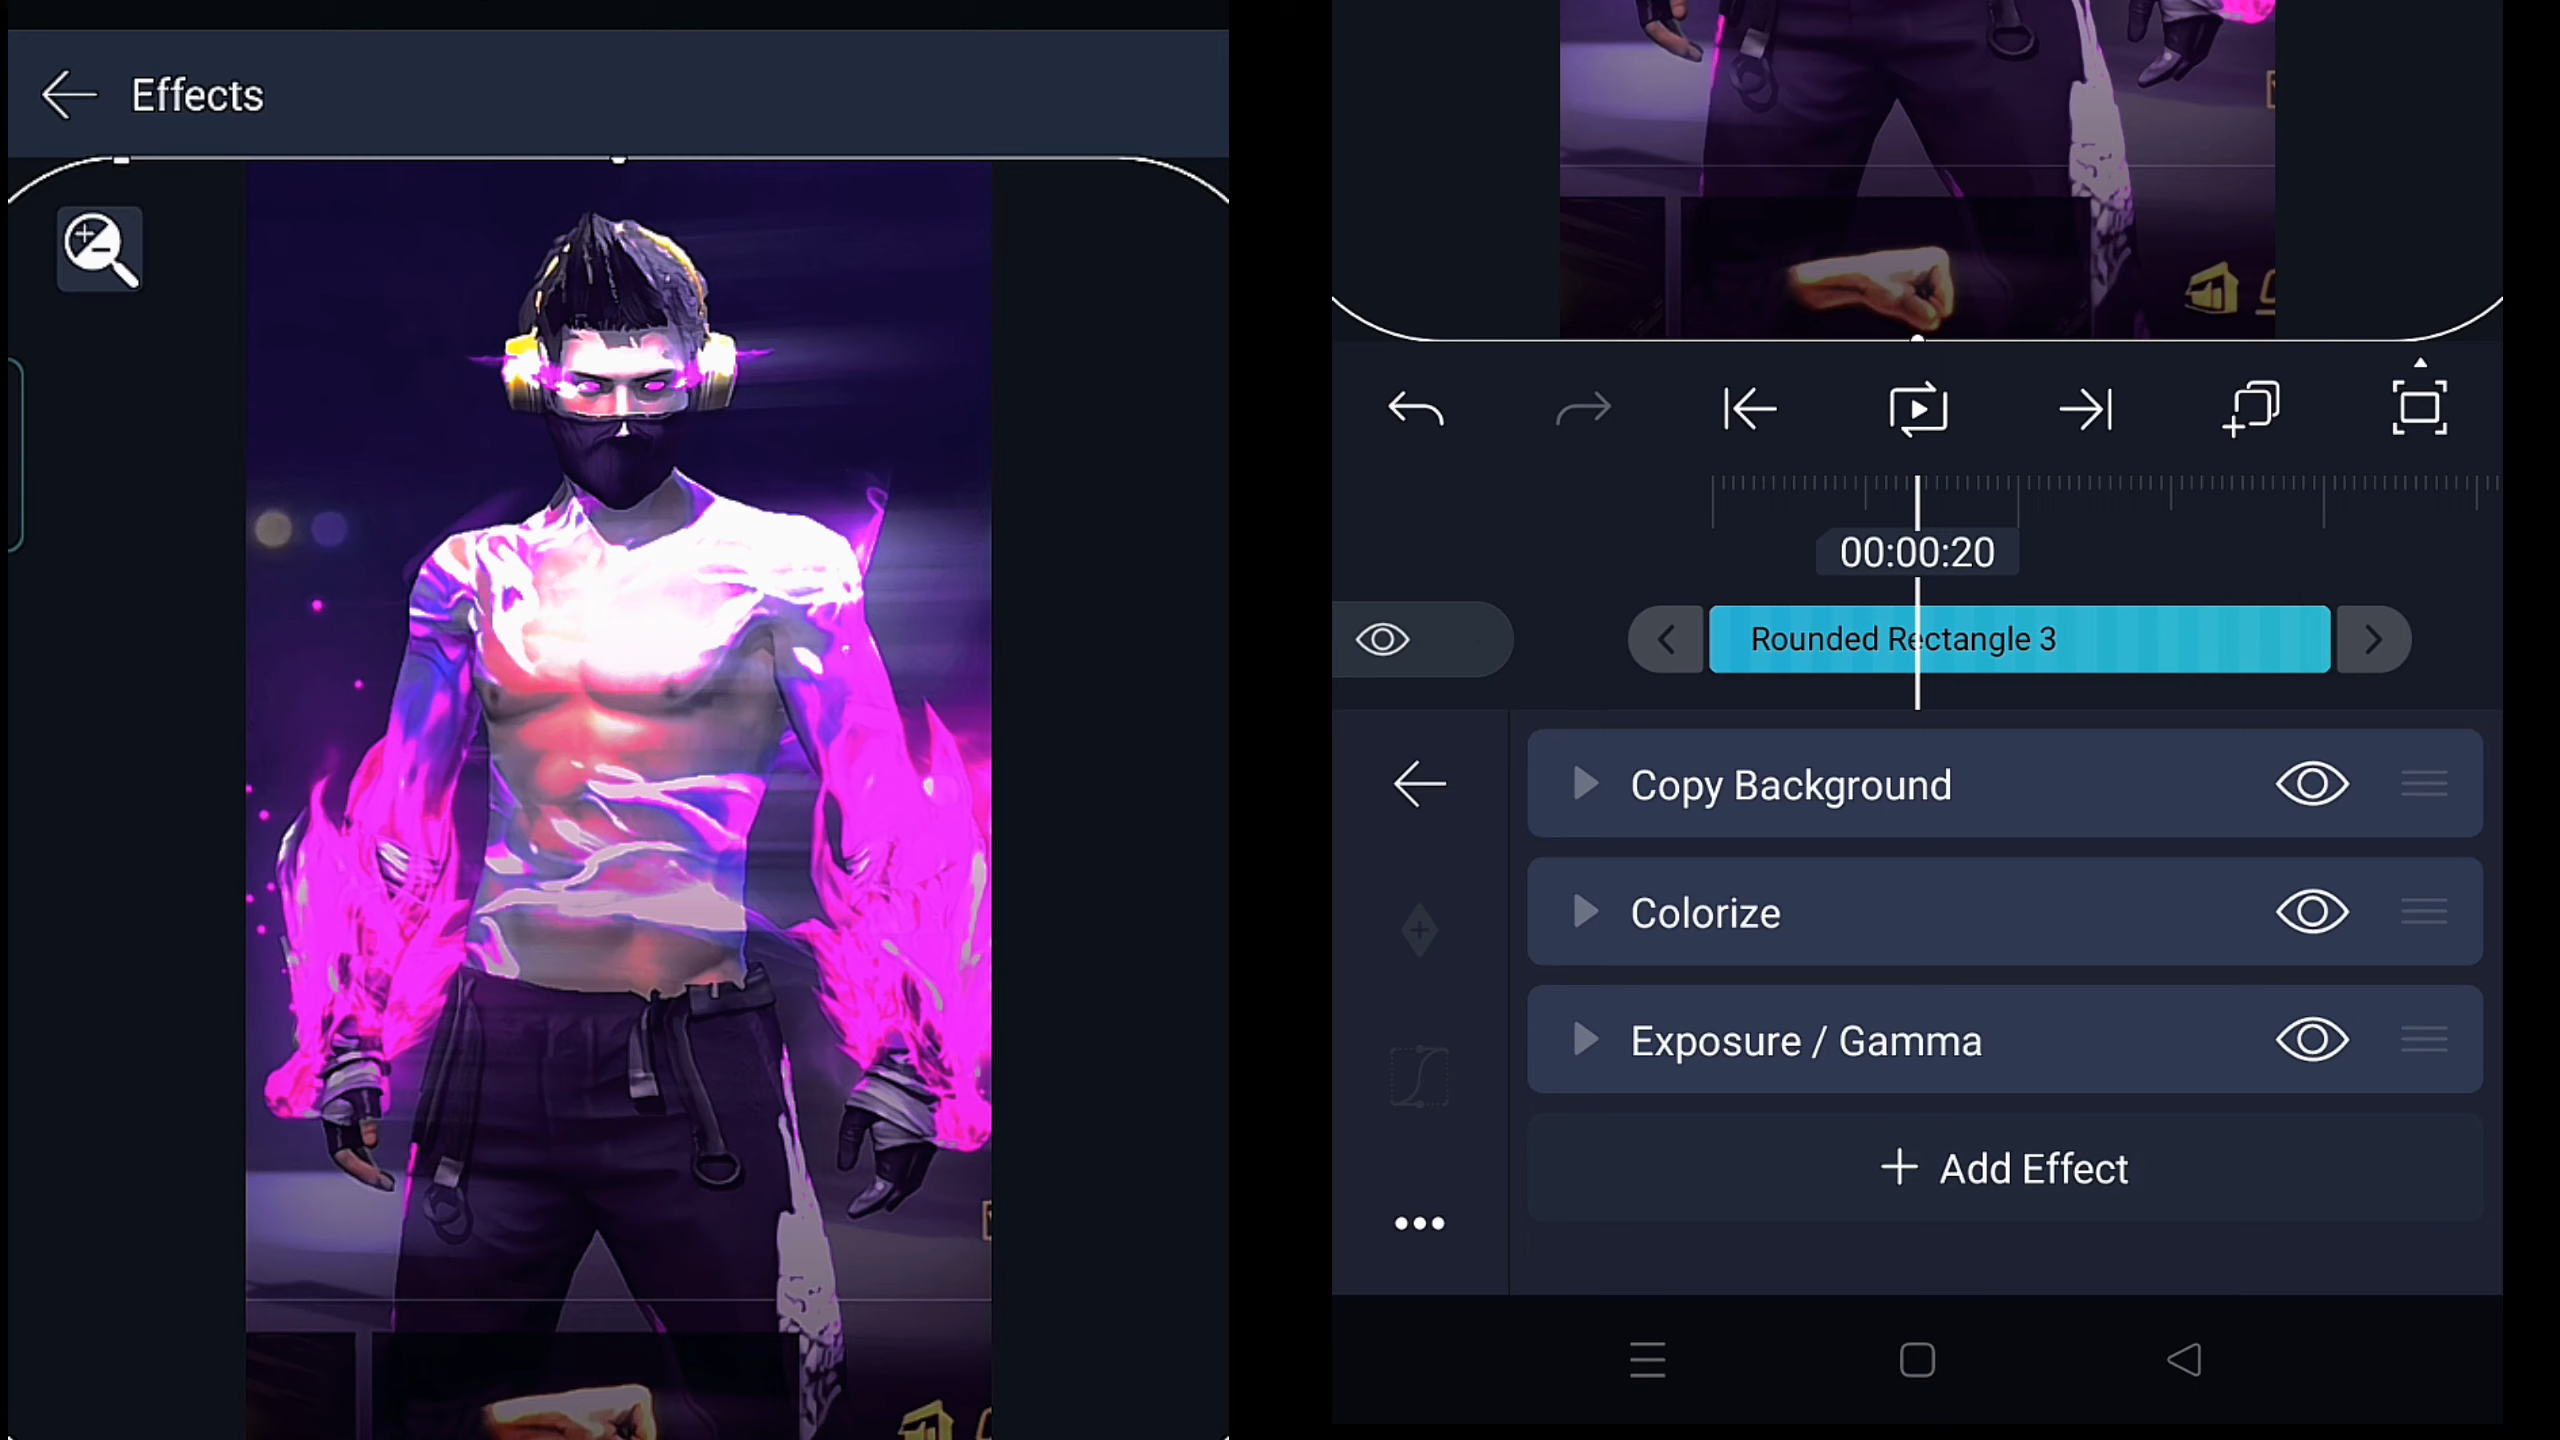 Effects
00:00:20
Rounded Rectangle 3
Copy Background
Colorize
Exposure / Gamma
+ Add Effect